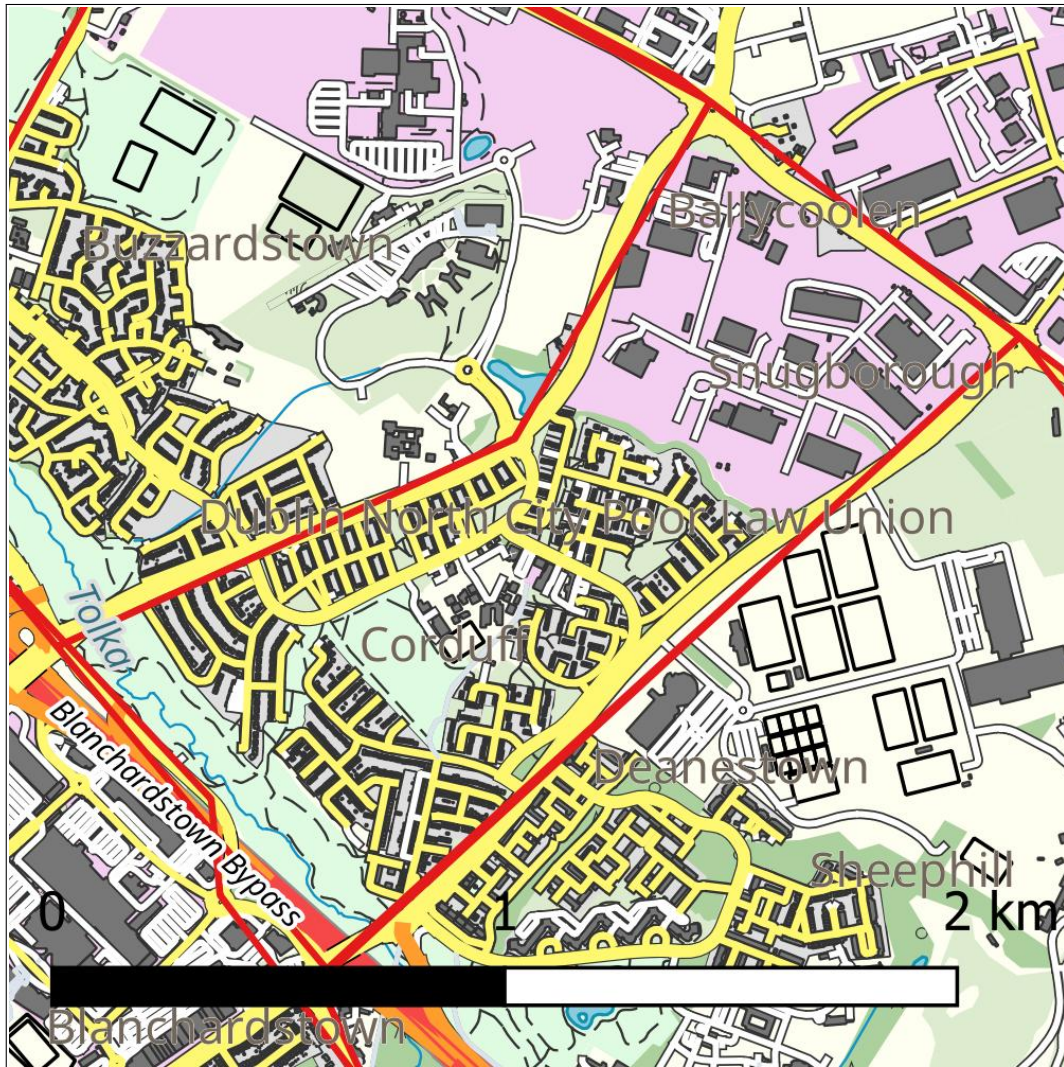 Ballycoolen
Buzzardstown
Snugborough
Dublin North City Poor Law Union
Tolka
Corduff
Blanchardstown Bypass
Deanestown
Sheephill
0 1 2 km
Blanchardstown